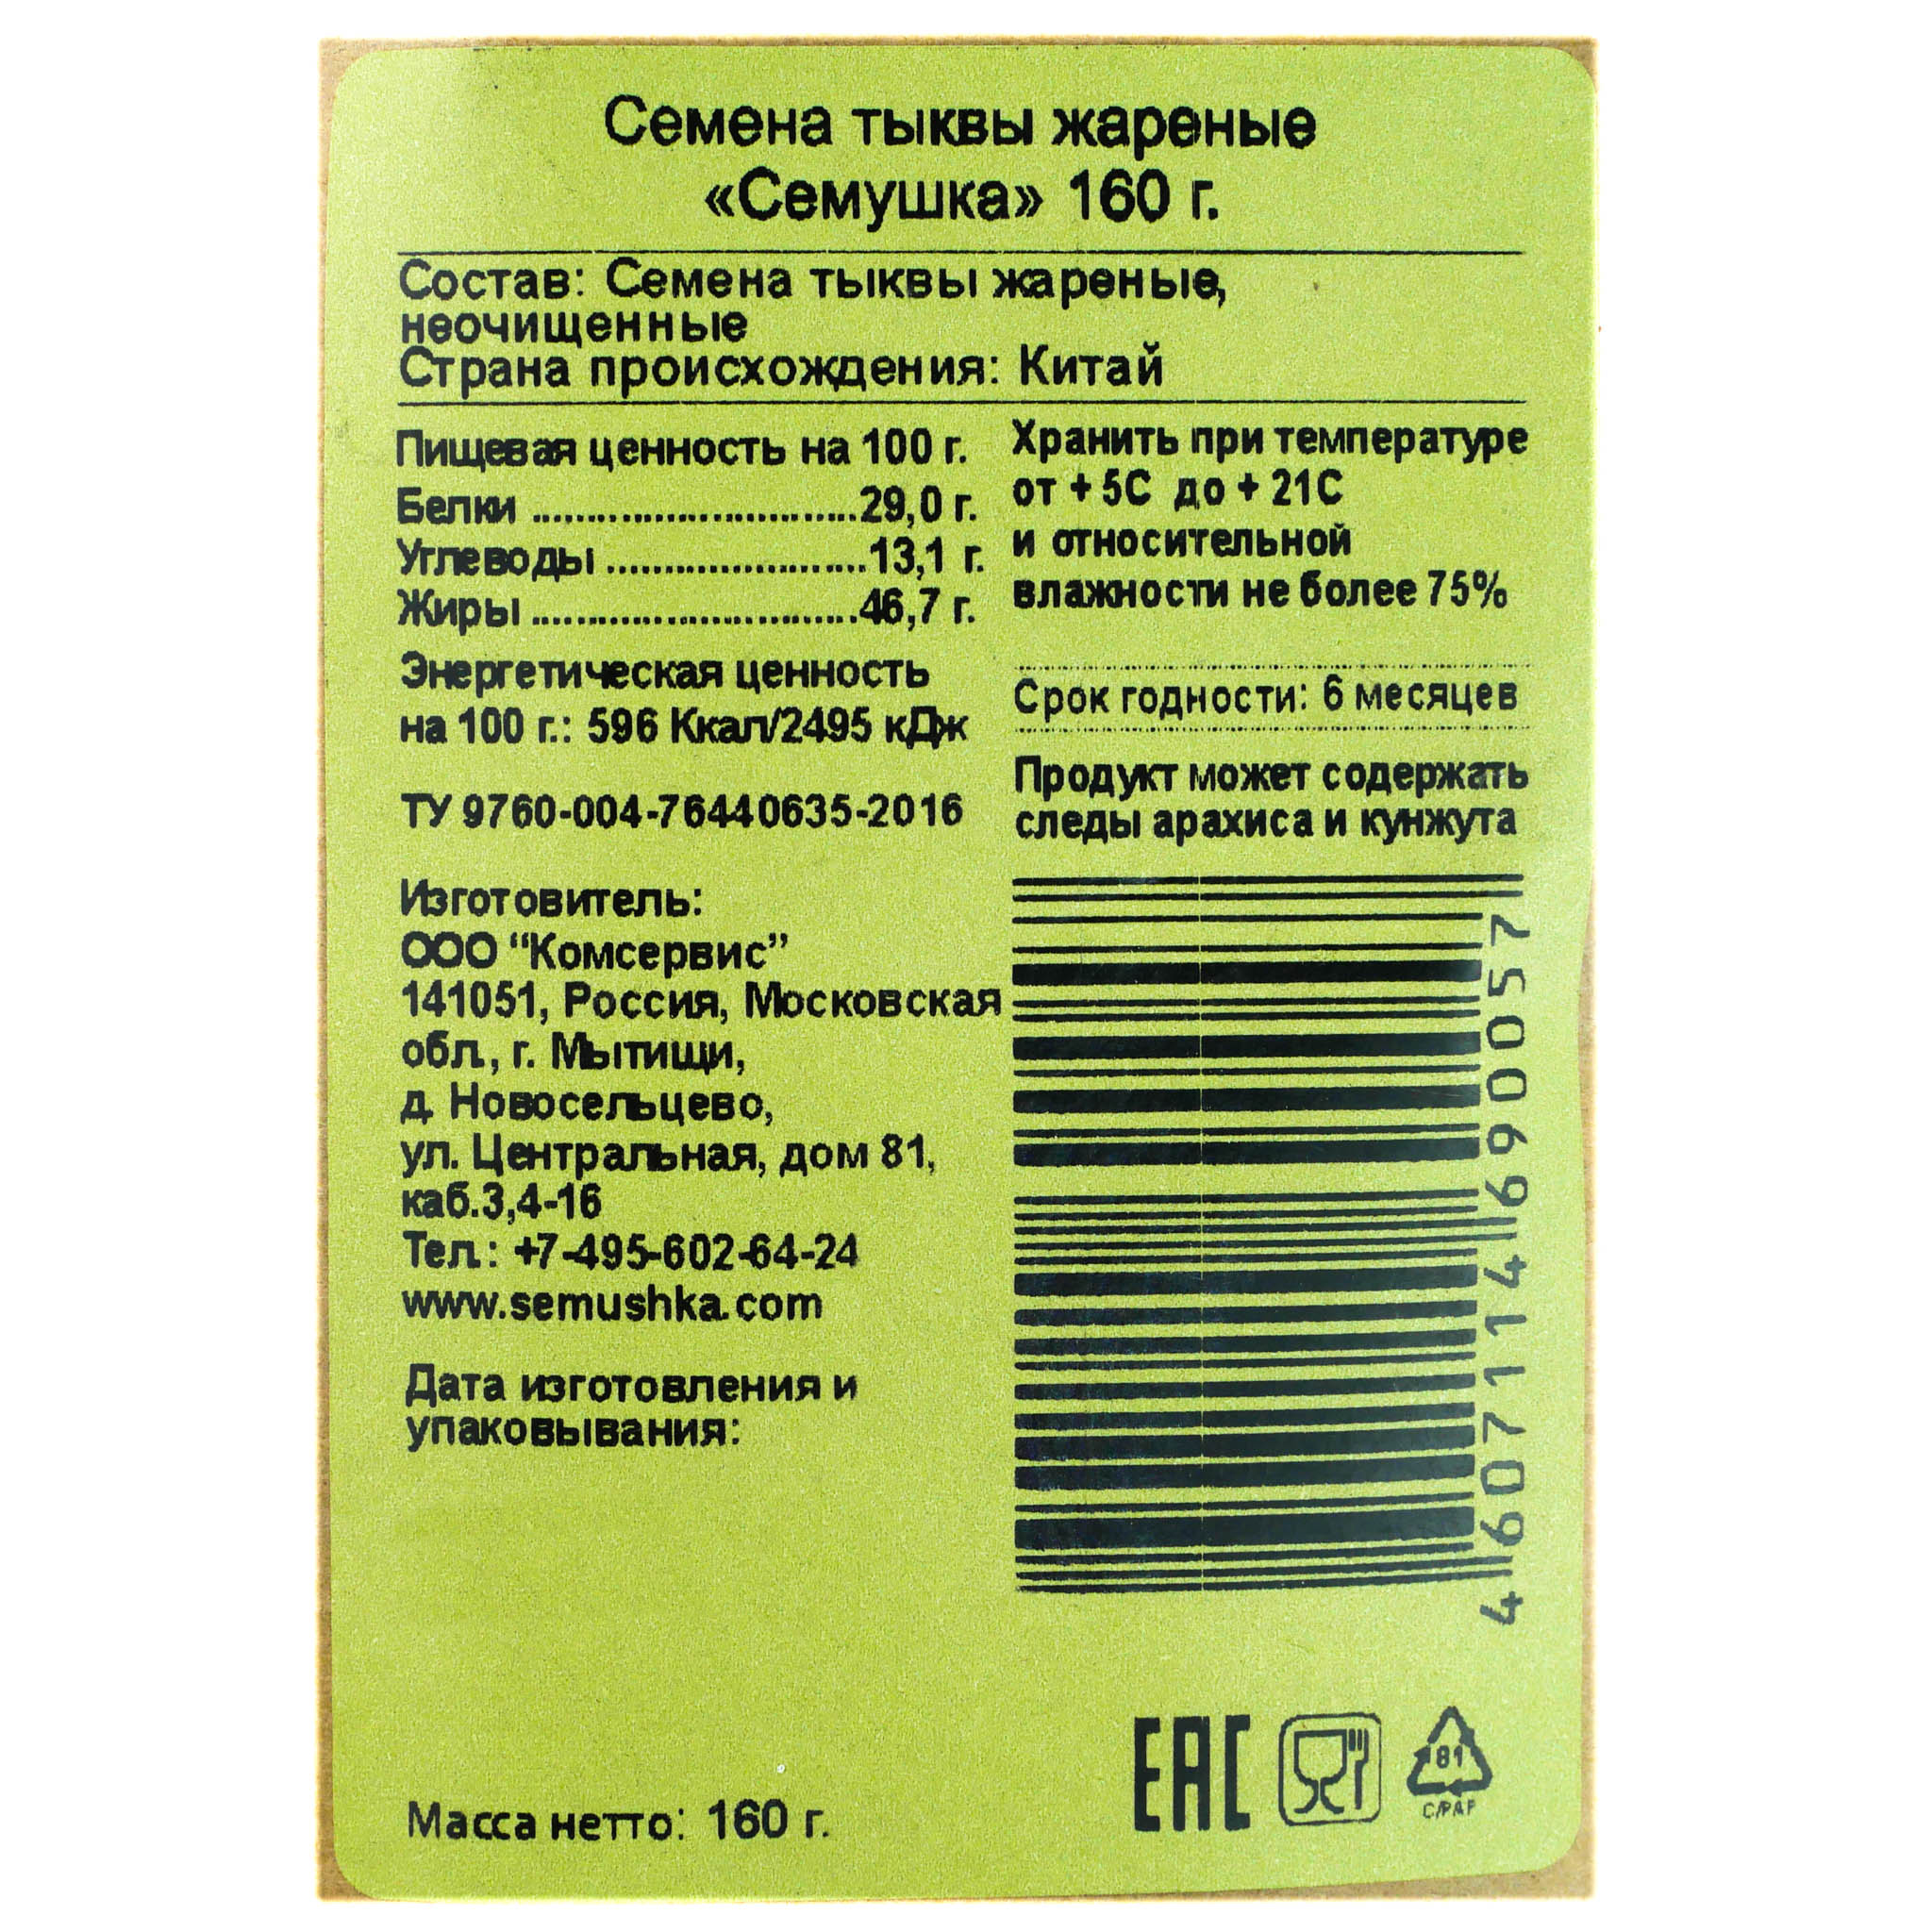 Семена тыквы жареные
«Семушка» 160 г.
Состав: Семена тыквы жареные,
неочищенные
Страна происхождения: Китай
Пищевая ценность на 100 г.
Белки ..............................29,0 г.
Углеводы ........................13,1 г.
Жиры ..............................46,7 г.
Энергетическая ценность
на 100 г.: 596 Ккал/2495 кДж
ТУ 9760-004-76440635-2016
Изготовитель:
ООО “Комсервис”
141051, Россия, Московская
обл., г. Мытищи,
д. Новосельцево,
ул. Центральная, дом 81,
каб.3,4-16
Тел.: +7-495-602-64-24
www.semushka.com
Дата изготовления и
упаковывания:
Масса нетто: 160 г.
Хранить при температуре
от +5С до +21С
и относительной
влажности не более 75%
Срок годности: 6 месяцев
Продукт может содержать
следы арахиса и кунжута
4 607114 690057
EAC
81
C/PAP